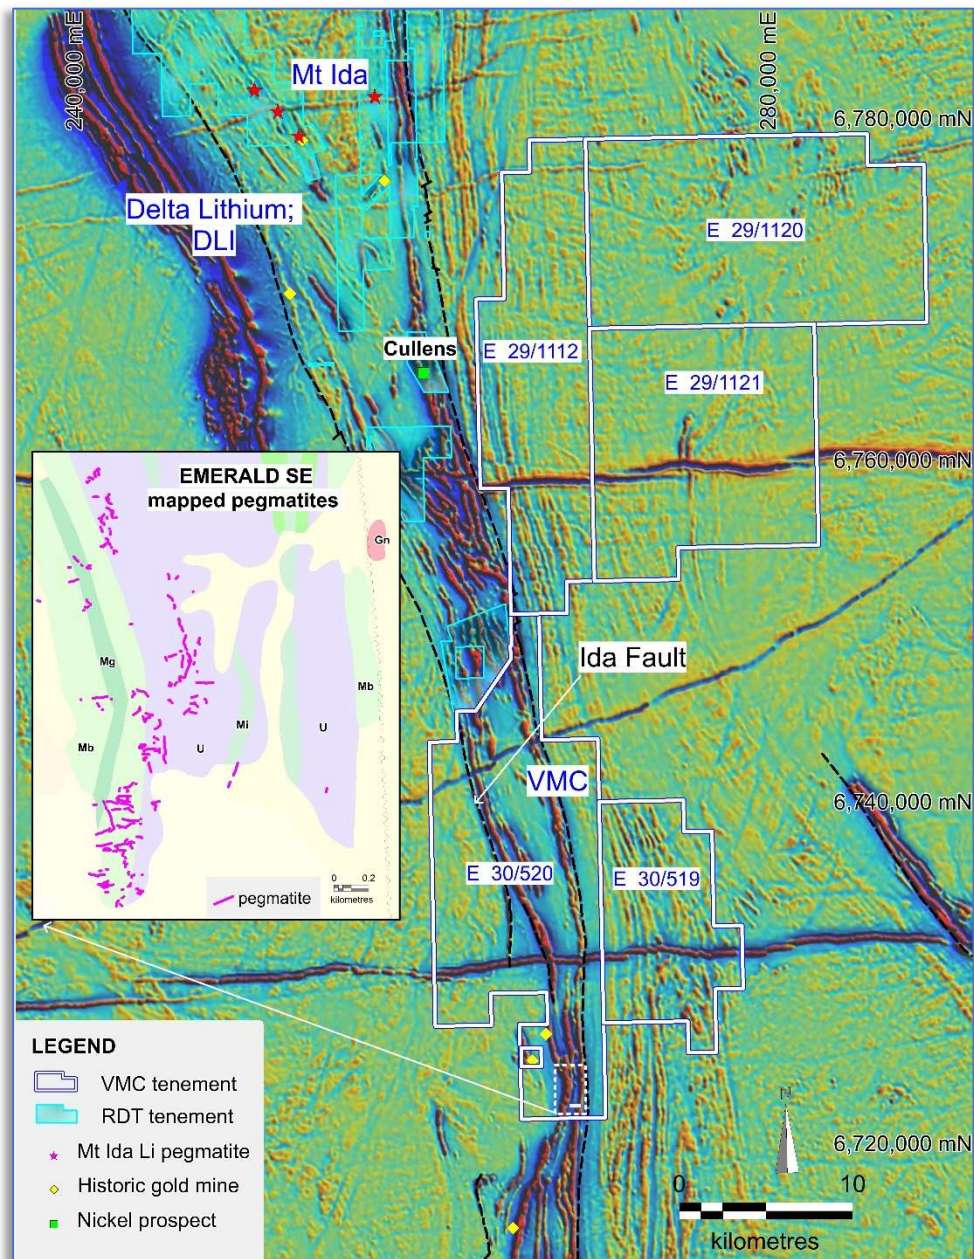 240,000 mE
280,000 mE
Mt Ida
6,780,000 mN
Delta Lithium;
DLI
E 29/1120
Cullens
E 29/1112
E 29/1121
6,760,000 mN
EMERALD SE
mapped pegmatites
Gn
Mg
Mb
Mb
U
Mi
U
0 0.2
kilometres
pegmatite
Ida Fault
VMC
6,740,000 mN
E 30/520
E 30/519
LEGEND
VMC tenement
RDT tenement
Mt Ida Li pegmatite
Historic gold mine
Nickel prospect
N
6,720,000 mN
0 10
kilometres